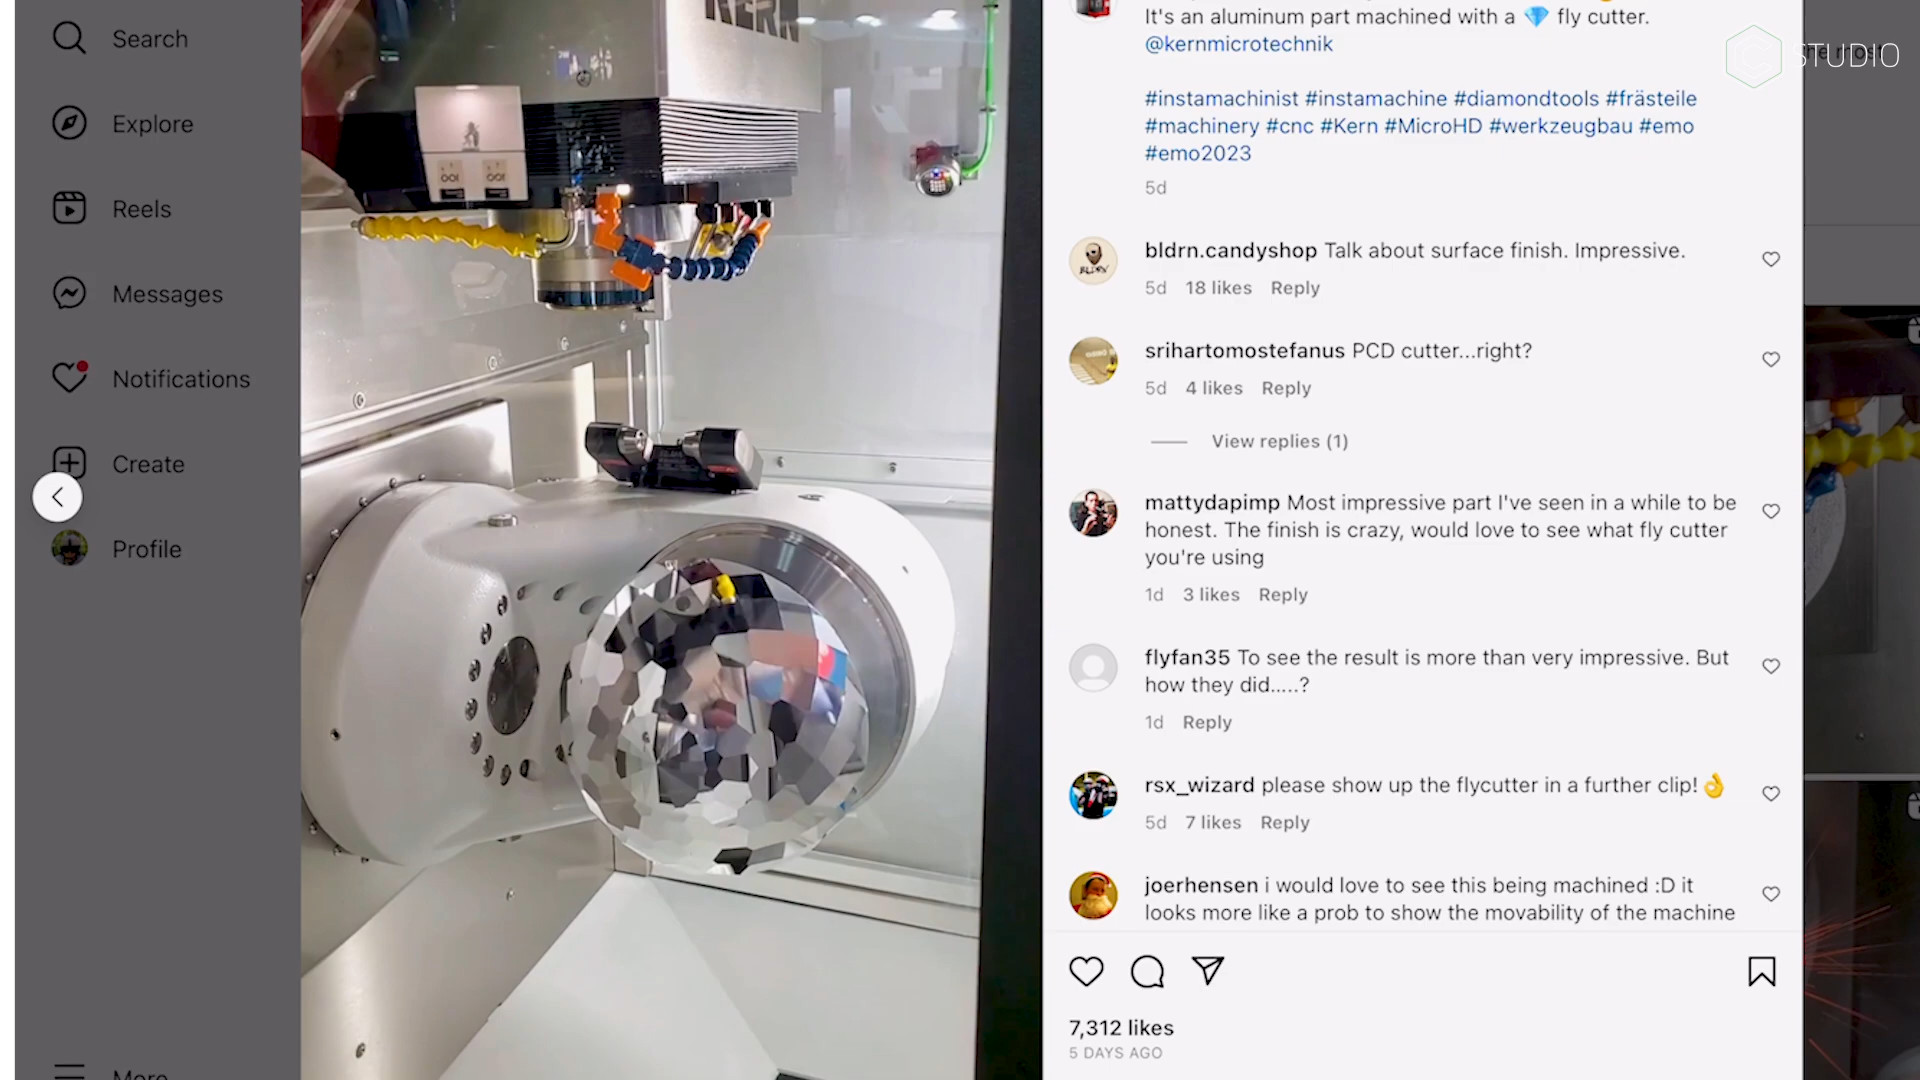 Search
Explore
Reels
Messages
Notifications
Create
Profile
More
It's an aluminum part machined with a 💎 fly cutter.
@kernmicrotechnik
#instamachinist #instamachine #diamondtools #frästeile
#machinery #cnc #Kern #MicroHD #werkzeugbau #emo
#emo2023
5d
bldrn.candyshop Talk about surface finish. Impressive.
5d 18 likes Reply
srihartomostefanus PCD cutter...right?
5d 4 likes Reply
View replies (1)
mattydapimp Most impressive part I've seen in a while to be
honest. The finish is crazy, would love to see what fly cutter
you're using
1d 3 likes Reply
flyfan35 To see the result is more than very impressive. But
how they did.....?
1d Reply
rsx_wizard please show up the flycutter in a further clip!👌
5d 7 likes Reply
joerhensen i would love to see this being machined :D it
looks more like a prob to show the movability of the machine
7,312 likes
5 DAYS AGO
STUDIO